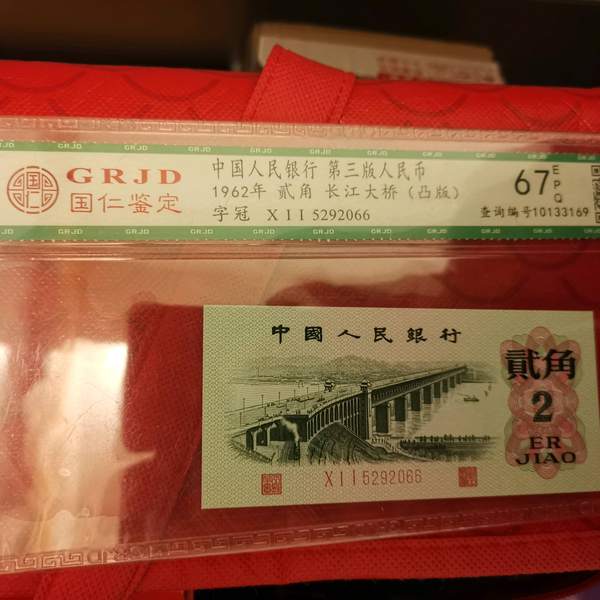 GRJD
国仁鉴定
中国人民银行 第三版人民币
1962年 贰角 长江大桥（凸版）
字冠 X I I 5292066
67 EPQ
查询编号10133169
中國人民銀行
貳角
2
ER
JIAO
X I I 5292066